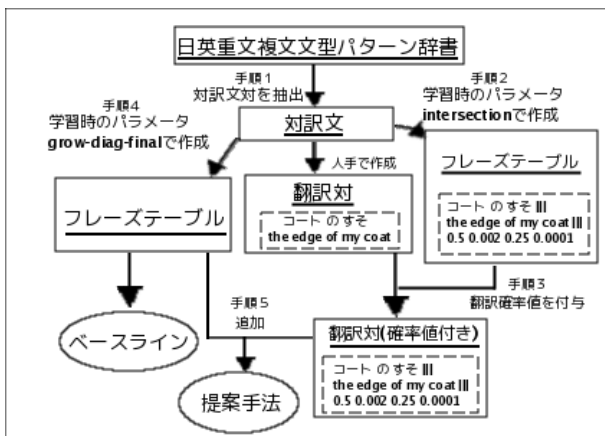 日英重文複文文型パターン辞書
手順1
対訳文対を抽出
手順2
学習時のパラメータ
intersectionで作成
手順4
学習時のパラメータ
grow-diag-finalで作成
対訳文
人手で作成
フレーズテーブル
翻訳対
コート の すそ
the edge of my coat
フレーズテーブル
コート の すそ |||
the edge of my coat |||
0.5 0.002 0.25 0.0001
手順3
翻訳確率値を付与
手順5
追加
ベースライン
提案手法
翻訳対(確率値付き)
コート の すそ |||
the edge of my coat |||
0.5 0.002 0.25 0.0001